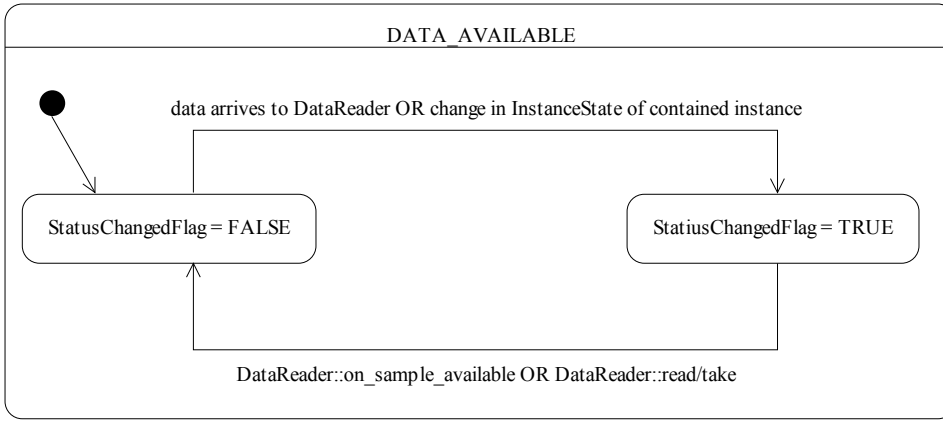 DATA_AVAILABLE
data arrives to DataReader OR change in InstanceState of contained instance
StatusChangedFlag = FALSE
StatiusChangedFlag = TRUE
DataReader::on_sample_available OR DataReader::read/take